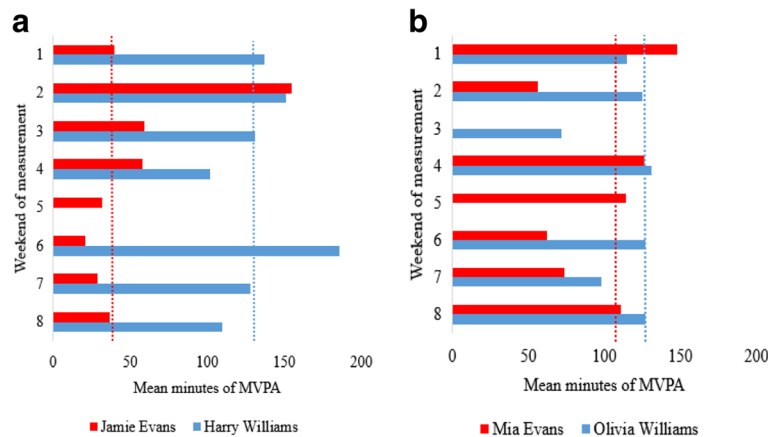 a
Weekend of measurement
1
2
3
4
5
6
7
8
0 50 100 150 200
Mean minutes of MVPA
Jamie Evans Harry Williams
b
Weekend of measurement
1
2
3
4
5
6
7
8
0 50 100 150 200
Mean minutes of MVPA
Mia Evans Olivia Williams